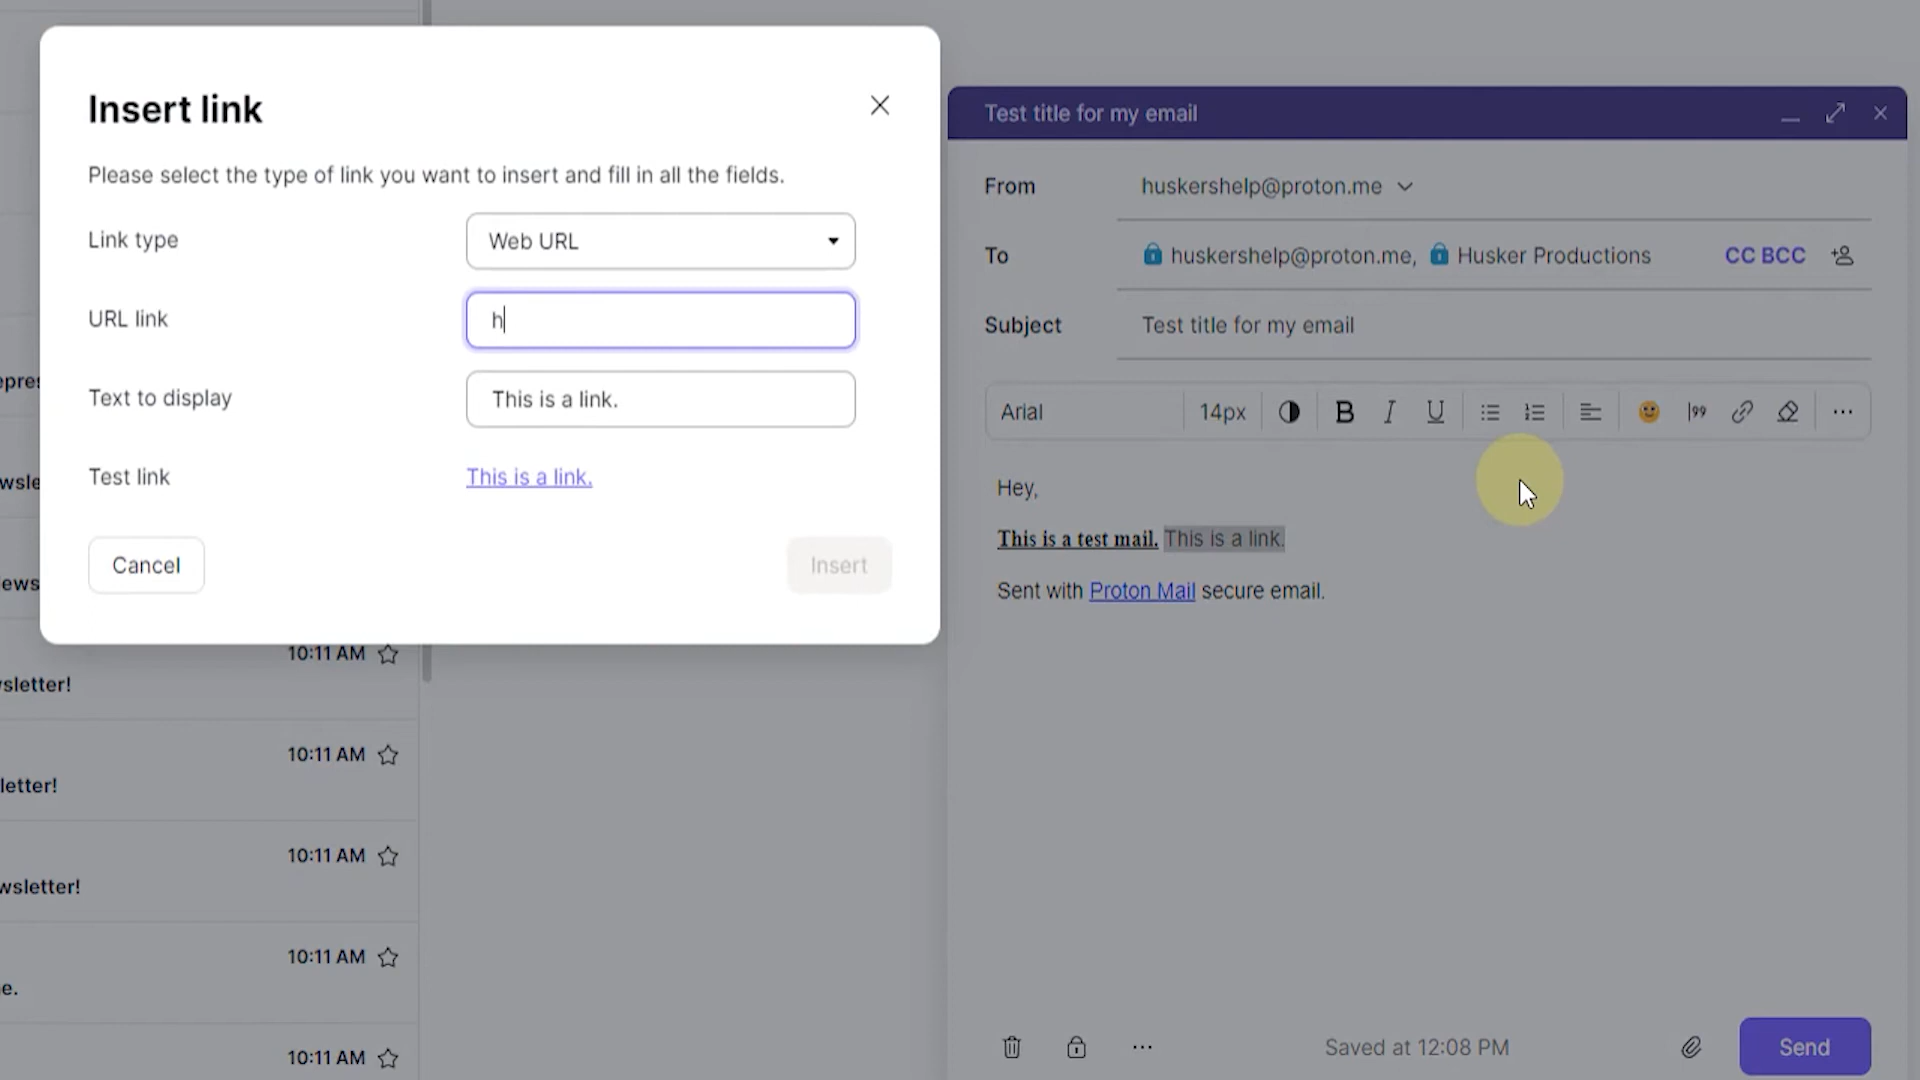 Insert link
Please select the type of link you want to insert and fill in all the fields.
Link type
Web URL
URL link
h
Text to display
This is a link.
Test link
This is a link.
Cancel
Insert
10:11 AM
sletter!
10:11 AM
letter!
10:11 AM
wsletter!
10:11 AM
e.
10:11 AM
Test title for my email
From
huskershelp@proton.me
To
huskershelp@proton.me, Husker Productions
CC BCC
Subject
Test title for my email
Arial
14px
B I U
Hey,
This is a test mail. This is a link.
Sent with Proton Mail secure email.
Saved at 12:08 PM
Send